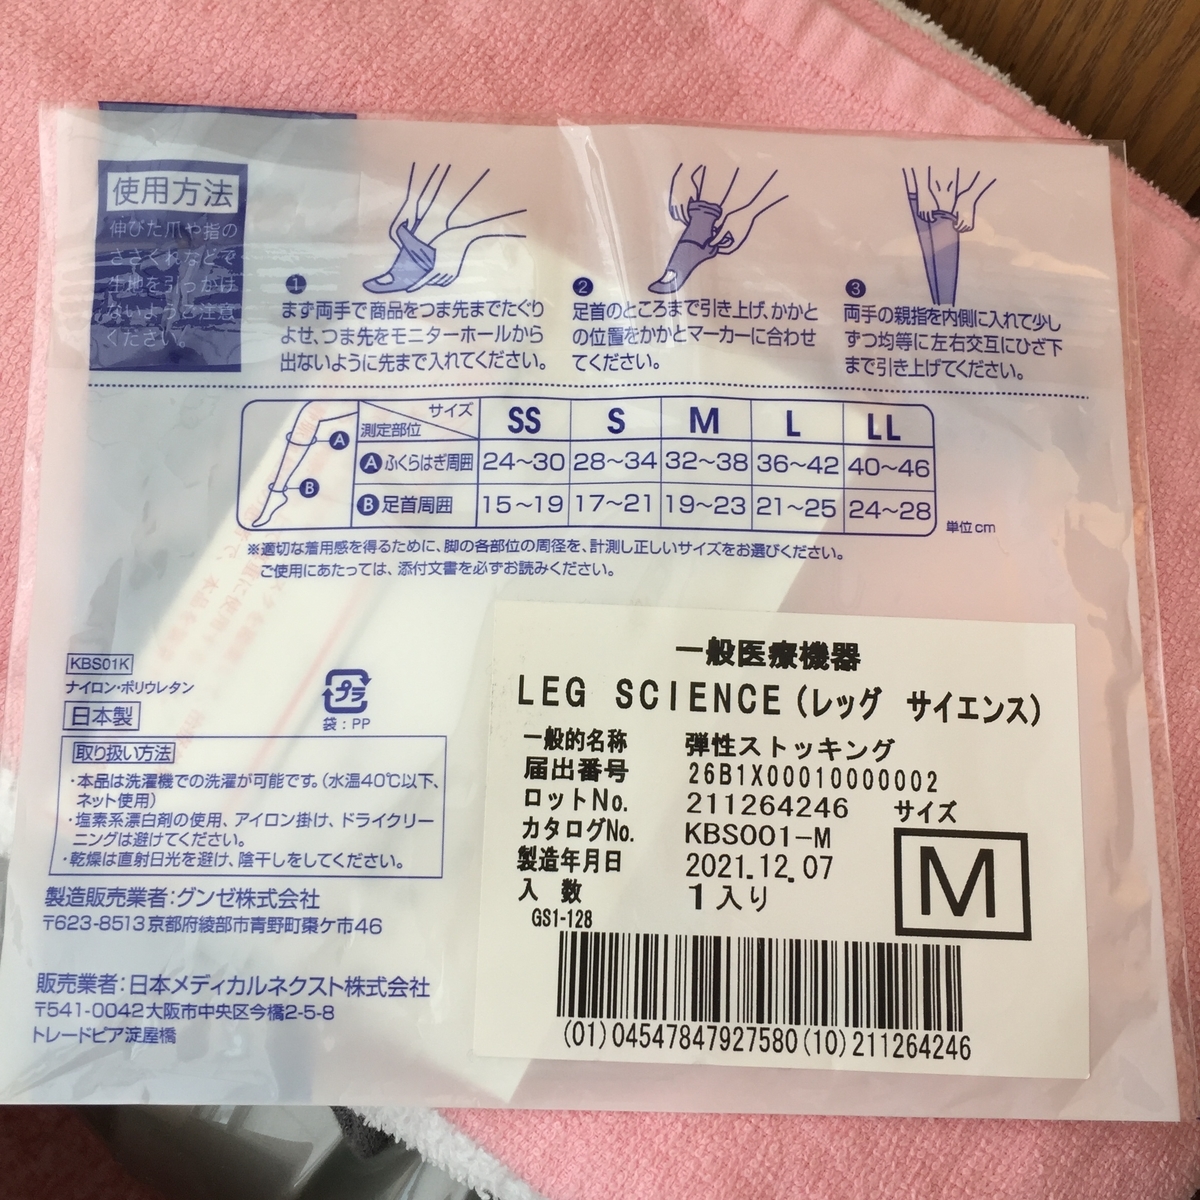 使用方法
伸びた爪や指の
ささくれなどで
生地を引っかけ
ないようご注意
ください。
1
まず両手で商品をつま先までたぐり
よせ、つま先をモニターホールから
出ないように先まで入れてください。
2
足首のところまで引き上げ、かかと
の位置をかかとマーカーに合わせ
てください。
3
両手の親指を内側に入れて少し
ずつ均等に左右交互にひざ下
まで引き上げてください。
A
B
サイズ
測定部位
SS S M L LL
Aふくらはぎ周囲 24~30 28~34 32~38 36~42 40~46
B足首周囲 15~19 17~21 19~23 21~25 24~28
単位cm
※適切な着用感を得るために、脚の各部位の周径を、計測し正しいサイズをお選びください。
ご使用にあたっては、添付文書を必ずお読みください。
KBS01K
ナイロン・ポリウレタン
日本製
プラ
袋：PP
取り扱い方法
・本品は洗濯機での洗濯が可能です。(水温40℃以下、
ネット使用)
・塩素系漂白剤の使用、アイロン掛け、ドライクリー
ニングは避けてください。
・乾燥は直射日光を避け、陰干しをしてください。
製造販売業者：グンゼ株式会社
〒623-8513京都府綾部市青野町棗ケ市46
販売業者：日本メディカルネクスト株式会社
〒541-0042大阪市中央区今橋2-5-8
トレードピア淀屋橋
一般医療機器
LEG SCIENCE(レッグ サイエンス)
一般的名称 弾性ストッキング
届出番号 26B1X00010000002
ロットNo. 211264246
サイズ
カタログNo. KBS001-M
製造年月日 2021.12.07
入 数 1入り
M
GS1-128
(01)04547847927580(10)211264246